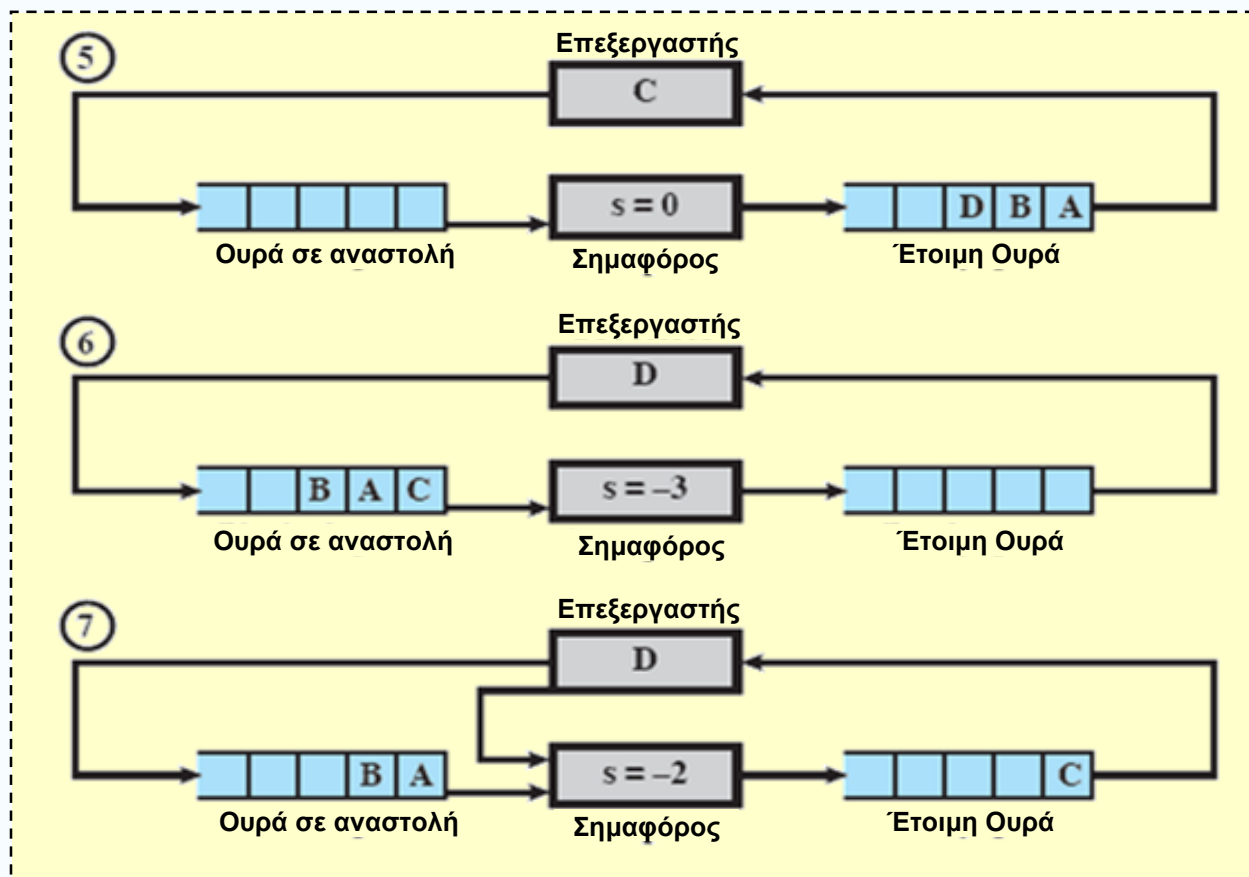 5
Επεξεργαστής
C
s = 0
D B A
Ουρά σε αναστολή
Σημαφόρος
Έτοιμη Ουρά
6
Επεξεργαστής
D
B A C
s = –3
Ουρά σε αναστολή
Σημαφόρος
Έτοιμη Ουρά
7
Επεξεργαστής
D
B A
s = –2
C
Ουρά σε αναστολή
Σημαφόρος
Έτοιμη Ουρά